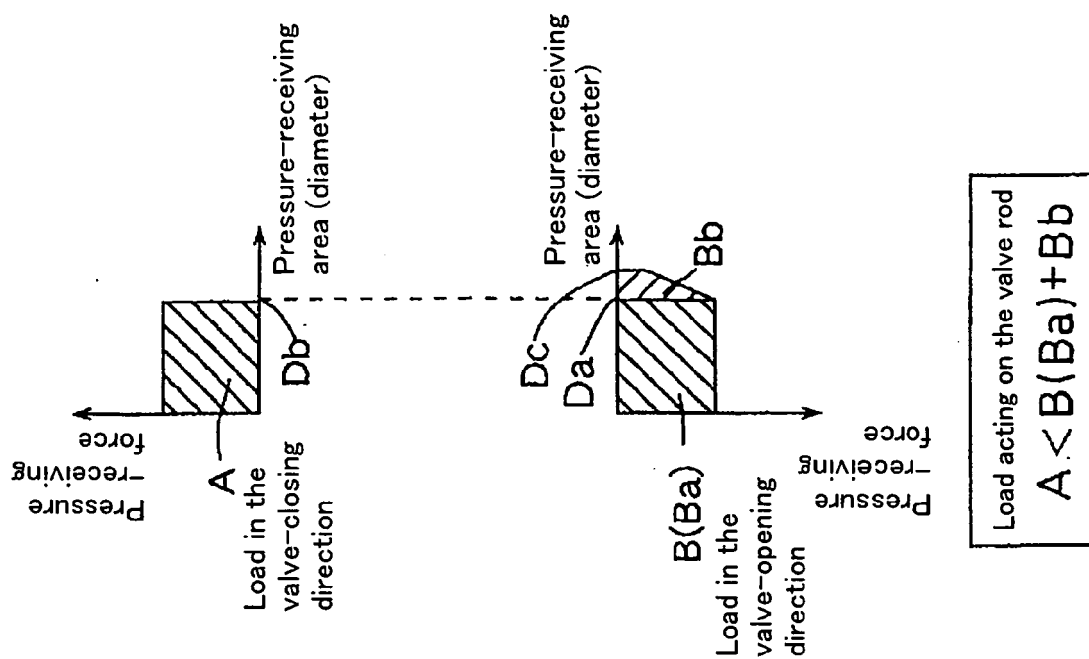 Pressure
-receiving
force
A
Load in the
valve-closing
direction
Db
Pressure-receiving
area (diameter)
Pressure-receiving
area (diameter)
Dc
Da
Bb
B(Ba)
Load in the
valve-opening
direction
Pressure
-receiving
force
Load acting on the valve rod
A<B(Ba)+Bb